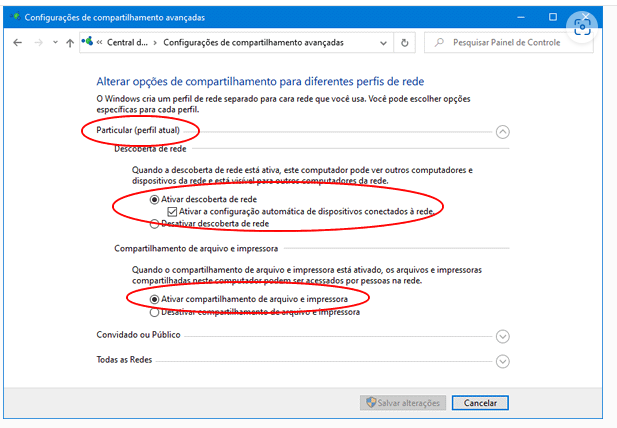 Configurações de compartilhamento avançadas
« Central d... > Configurações de compartilhamento avançadas
Pesquisar Painel de Controle
Alterar opções de compartilhamento para diferentes perfis de rede
O Windows cria um perfil de rede separado para cara rede que você usa. Você pode escolher opções
específicas para cada perfil.
Particular (perfil atual)
Descoberta de rede
Quando a descoberta de rede está ativa, este computador pode ver outros computadores e
dispositivos da rede e está visível para outros computadores da rede.
Ativar descoberta de rede
Ativar a configuração automática de dispositivos conectados à rede.
Desativar descoberta de rede
Compartilhamento de arquivo e impressora
Quando o compartilhamento de arquivo e impressora está ativado, os arquivos e impressoras
compartilhadas neste computador podem ser acessados por pessoas na rede.
Ativar compartilhamento de arquivo e impressora
Desativar compartilhamento de arquivo e impressora
Convidado ou Público
Todas as Redes
Salvar alterações
Cancelar